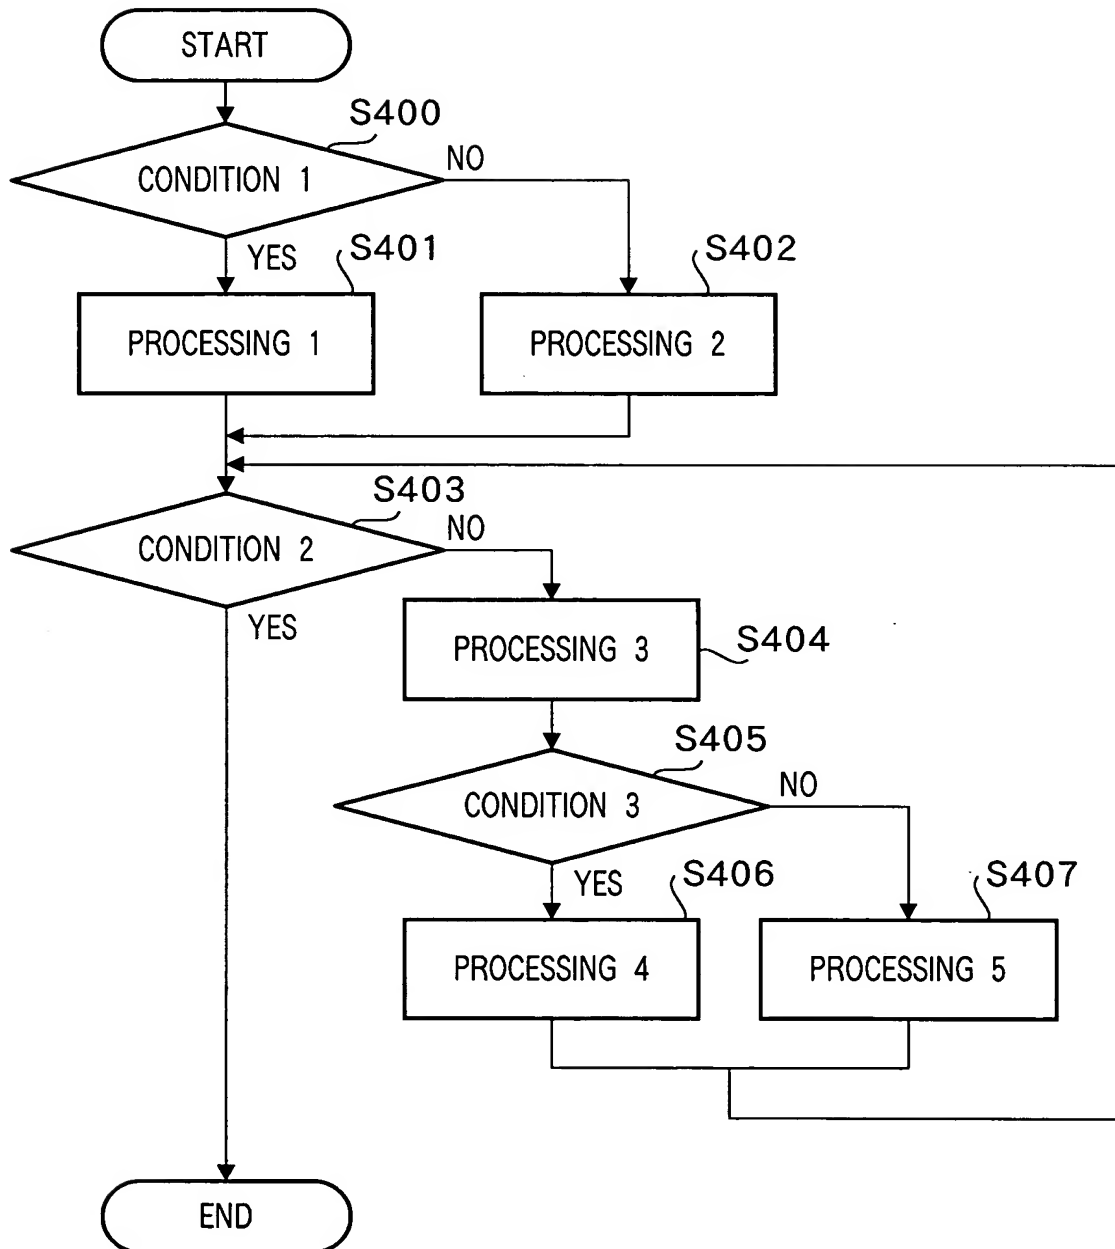 START
S400
CONDITION 1
NO
YES
S401
S402
PROCESSING 1
PROCESSING 2
S403
CONDITION 2
NO
YES
PROCESSING 3
S404
S405
CONDITION 3
NO
YES
S406
S407
PROCESSING 4
PROCESSING 5
END